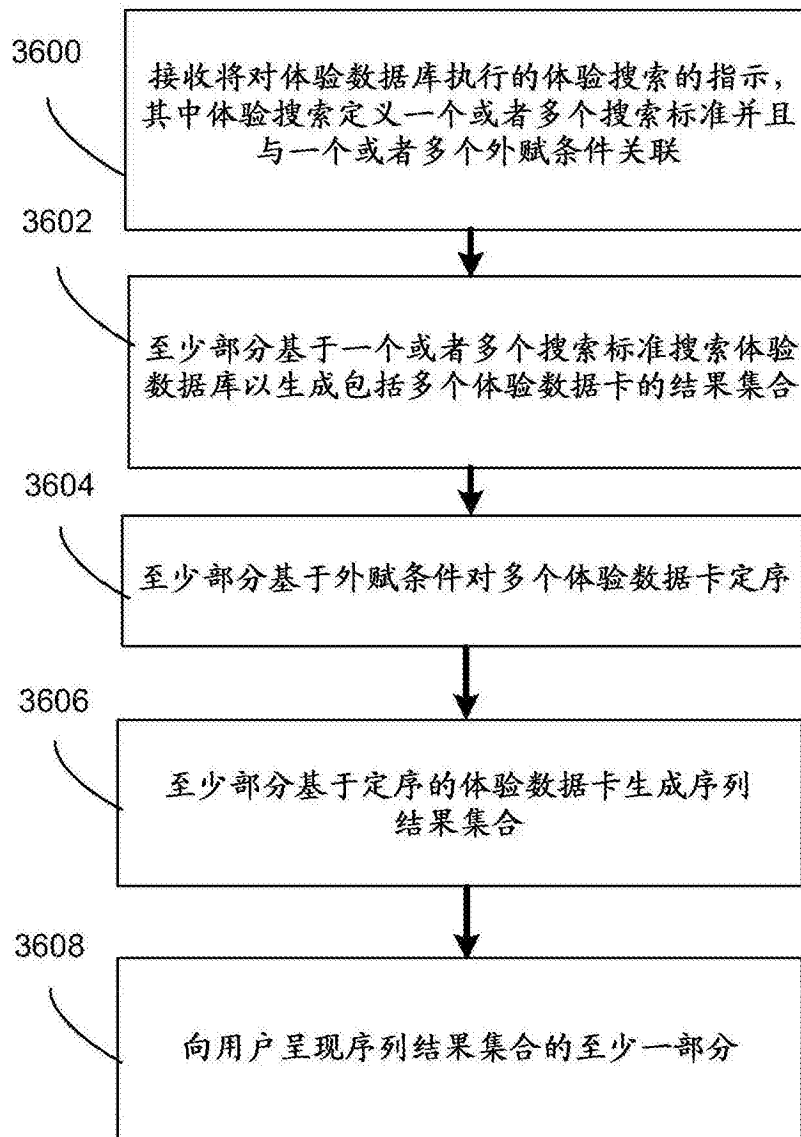 3600
接收将对体验数据库执行的体验搜索的指示，
其中体验搜索定义一个或者多个搜索标准并且
与一个或者多个外赋条件关联
3602
至少部分基于一个或者多个搜索标准搜索体验
数据库以生成包括多个体验数据卡的结果集合
3604
至少部分基于外赋条件对多个体验数据卡定序
3606
至少部分基于定序的体验数据卡生成序列
结果集合
3608
向用户呈现序列结果集合的至少一部分